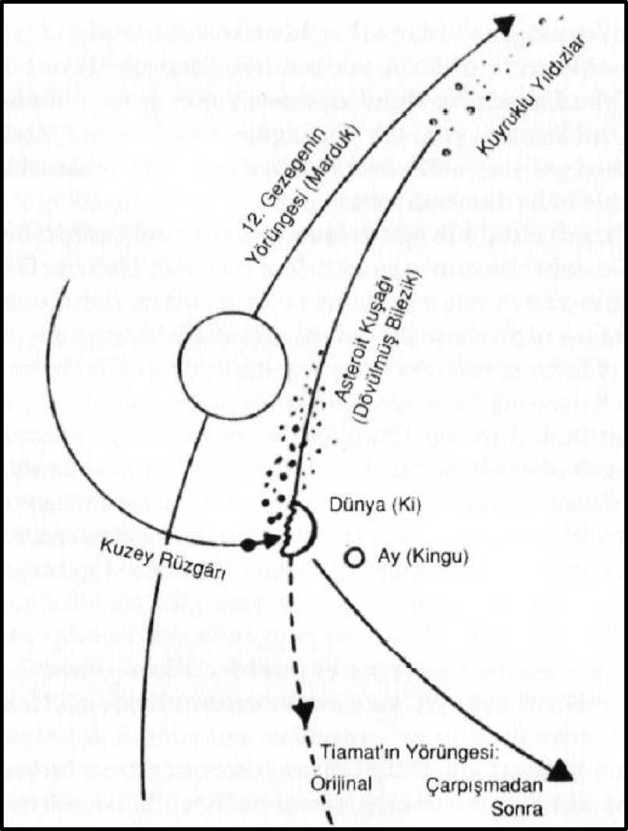 12. Gezegenin
Yörüngesi (Marduk)
Kuyruklu Yıldızlar
Asteroit Kuşağı
(Dövülmüş Bilezik)
Dünya (Ki)
Ay (Kingu)
Kuzey Rüzgârı
Tiamat'ın Yörüngesi:
Orijinal
Çarpışmadan
Sonra